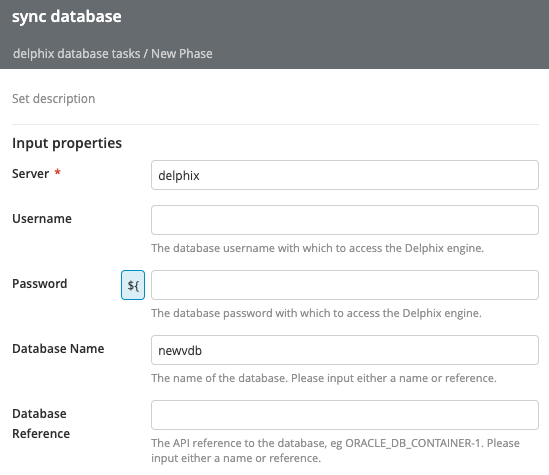 sync database
delphix database tasks / New Phase
Set description
Input properties
Server *
delphix
Username
The database username with which to access the Delphix engine.
Password
${
The database password with which to access the Delphix engine.
Database Name
newvdb
The name of the database. Please input either a name or reference.
Database
Reference
The API reference to the database, eg ORACLE_DB_CONTAINER-1. Please
input either a name or reference.